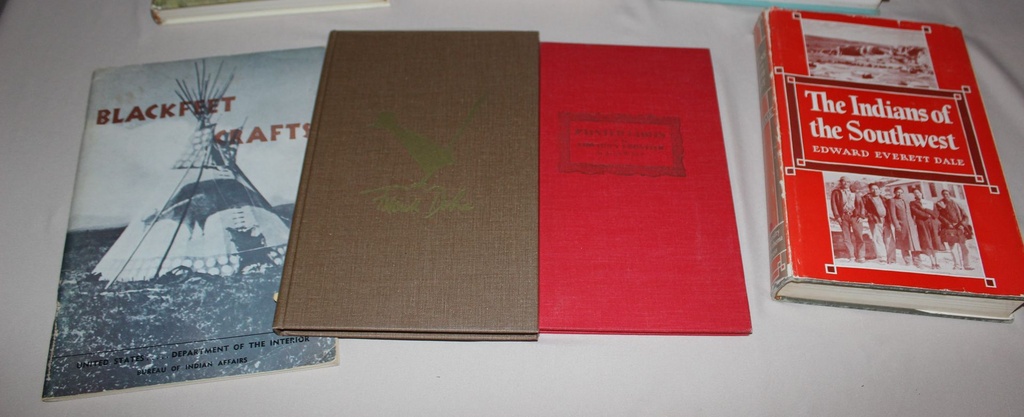 BLACKFEET
CRAFTS
UNITED STATES DEPARTMENT OF THE INTERIOR
BUREAU OF INDIAN AFFAIRS
The Indians of
the Southwest
EDWARD EVERETT DALE